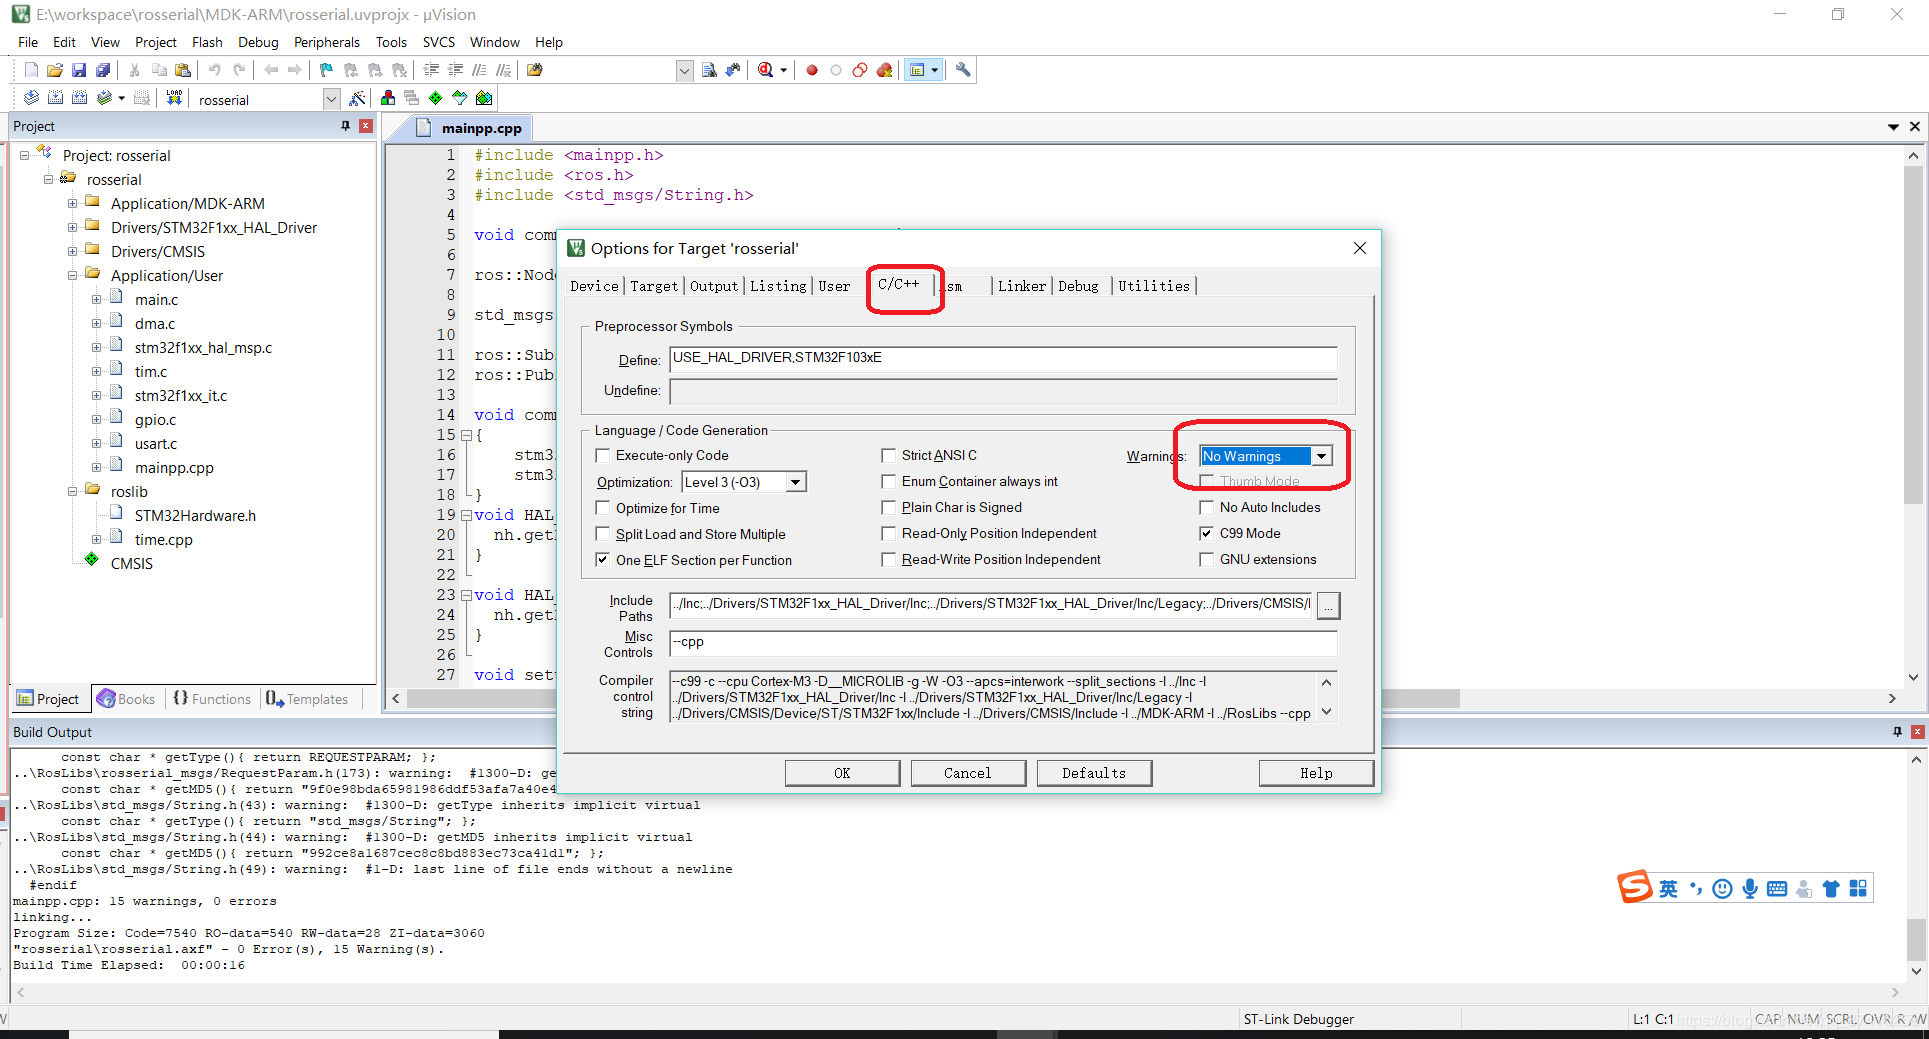 E:\workspace\rosserial\MDK-ARM\rosserial.uvprojx - µVision
File Edit View Project Flash Debug Peripherals Tools SVCS Window Help
LOAD
rosserial
Project
mainpp.cpp
Project: rosserial
rosserial
Application/MDK-ARM
Drivers/STM32F1xx_HAL_Driver
Drivers/CMSIS
Application/User
main.c
dma.c
stm32f1xx_hal_msp.c
tim.c
stm32f1xx_it.c
gpio.c
usart.c
mainpp.cpp
roslib
STM32Hardware.h
time.cpp
CMSIS
Project Books {} Functions Templates
1 #include <mainpp.h>
2 #include <ros.h>
3 #include <std_msgs/String.h>
4
5 void com
6
7 ros::Nod
8
9 std_msgs
10
11 ros::Sub
12 ros::Pub
13
14 void com
15 {
16 stm3
17 stm3
18 }
19 void HAL
20 nh.get
21 }
22
23 void HAL
24 nh.get
25 }
26
27 void set
Options for Target 'rosserial'
Device Target Output Listing User C/C++ sm Linker Debug Utilities
Preprocessor Symbols
Define: USE_HAL_DRIVER,STM32F103xE
Undefine:
Language / Code Generation
Execute-only Code
Optimization: Level 3 (-O3)
Optimize for Time
Split Load and Store Multiple
One ELF Section per Function
Strict ANSI C
Enum Container always int
Plain Char is Signed
Read-Only Position Independent
Read-Write Position Independent
Warnings: No Warnings
Thumb Mode
No Auto Includes
C99 Mode
GNU extensions
Include Paths ../Inc;../Drivers/STM32F1xx_HAL_Driver/Inc;../Drivers/STM32F1xx_HAL_Driver/Inc/Legacy;../Drivers/CMSIS/ ...
Misc Controls --cpp
Compiler control string
--c99 -c --cpu Cortex-M3 -D__MICROLIB -g -W -O3 --apcs=interwork --split_sections -I ../Inc -I
../Drivers/STM32F1xx_HAL_Driver/Inc -I ../Drivers/STM32F1xx_HAL_Driver/Inc/Legacy -I
../Drivers/CMSIS/Device/ST/STM32F1xx/Include -I ../Drivers/CMSIS/Include -I ../MDK-ARM -I ../RosLibs --cpp
OK Cancel Defaults Help
Build Output
const char * getType(){ return REQUESTPARAM; };
..\RosLibs\rosserial_msgs/RequestParam.h(173): warning: #1300-D: ge
const char * getMD5(){ return "9f0e98bda65981986ddf53afa7a40e4
..\RosLibs\std_msgs/String.h(43): warning: #1300-D: getType inherits implicit virtual
const char * getType(){ return "std_msgs/String"; };
..\RosLibs\std_msgs/String.h(44): warning: #1300-D: getMD5 inherits implicit virtual
const char * getMD5(){ return "992ce8a1687cec8c8bd883ec73ca41d1"; };
..\RosLibs\std_msgs/String.h(49): warning: #1-D: last line of file ends without a newline
#endif
mainpp.cpp: 15 warnings, 0 errors
linking...
Program Size: Code=7540 RO-data=540 RW-data=28 ZI-data=3060
"rosserial\rosserial.axf" - 0 Error(s), 15 Warning(s).
Build Time Elapsed: 00:00:16
S 英
ST-Link Debugger L:1 C:1 CAP NUM SCRL OVR R/W